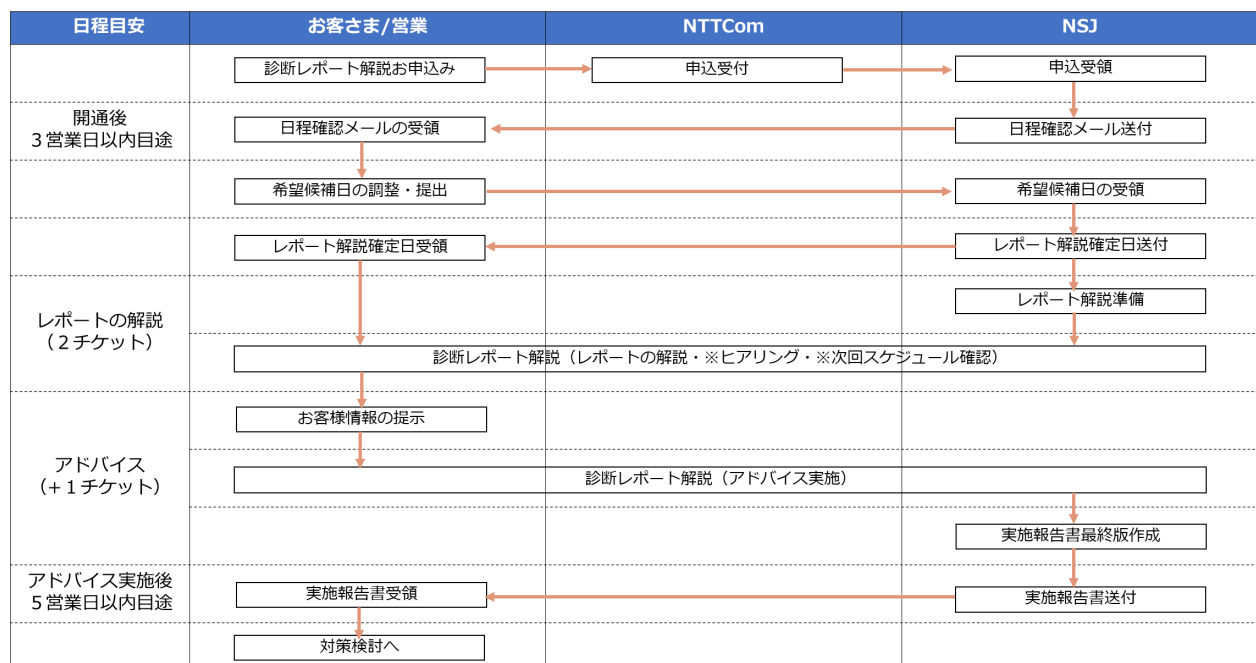 日程目安
お客さま/営業
NTTCom
NSJ
診断レポート解説お申込み
申込受付
申込受領
開通後
３営業日以内目途
日程確認メールの受領
日程確認メール送付
希望候補日の調整・提出
希望候補日の受領
レポート解説確定日受領
レポート解説確定日送付
レポートの解説
（２チケット）
レポート解説準備
診断レポート解説（レポートの解説・※ヒアリング・※次回スケジュール確認）
アドバイス
（+１チケット）
お客様情報の提示
診断レポート解説（アドバイス実施）
実施報告書最終版作成
アドバイス実施後
５営業日以内目途
実施報告書受領
実施報告書送付
対策検討へ